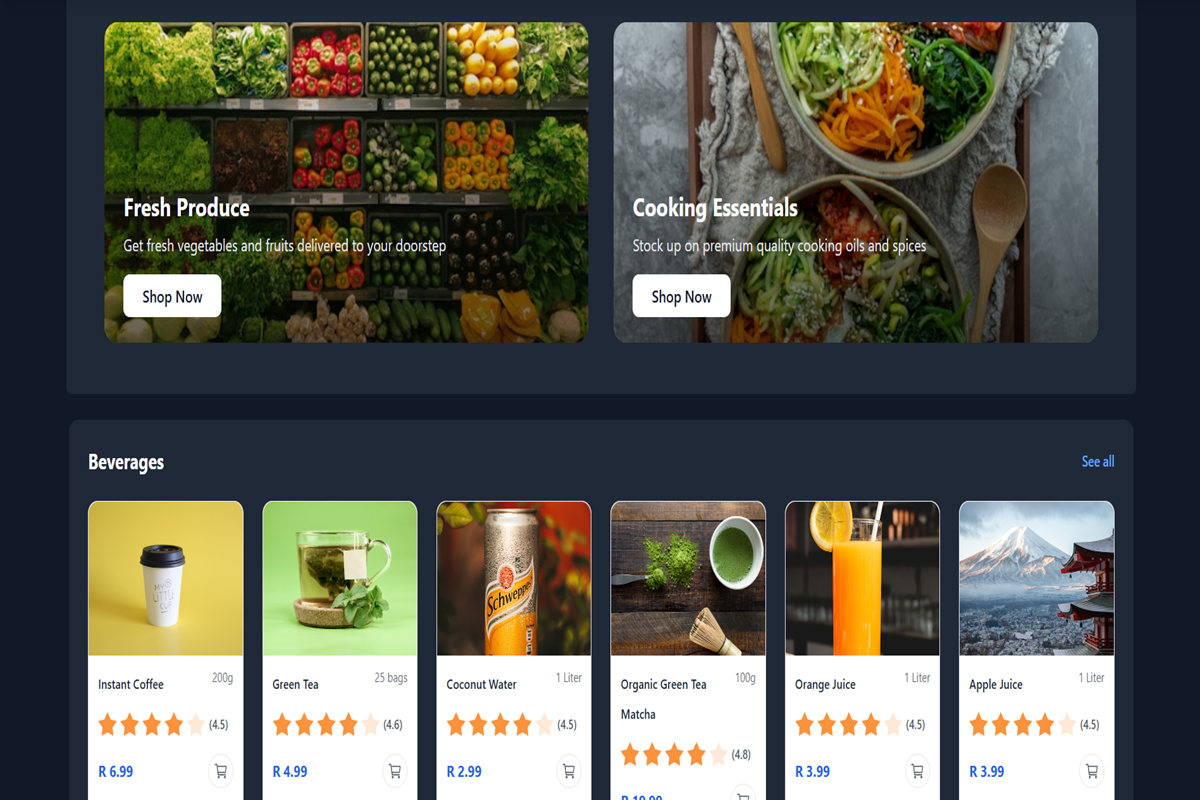 Fresh Produce
Get fresh vegetables and fruits delivered to your doorstep
Shop Now
Cooking Essentials
Stock up on premium quality cooking oils and spices
Shop Now
Beverages
See all
MY
LITTLE
CUP
Schweppes
Instant Coffee 200g
(4.5)
R 6.99
Green Tea 25 bags
(4.6)
R 4.99
Coconut Water 1 Liter
(4.5)
R 2.99
Organic Green Tea 100g
Matcha
(4.8)
R 10.99
Orange Juice 1 Liter
(4.5)
R 3.99
Apple Juice 1 Liter
(4.5)
R 3.99